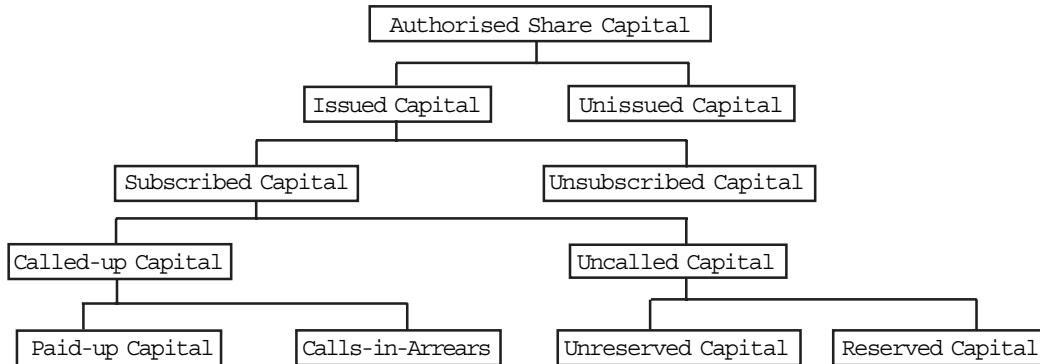 Authorised Share Capital
Issued Capital
Unissued Capital
Subscribed Capital
Unsubscribed Capital
Called-up Capital
Uncalled Capital
Paid-up Capital
Calls-in-Arrears
Unreserved Capital
Reserved Capital